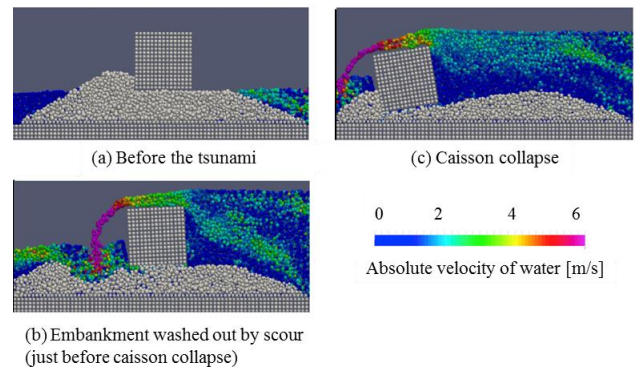 (a) Before the tsunami
(c) Caisson collapse
(b) Embankment washed out by scour
(just before caisson collapse)
0 2 4 6
Absolute velocity of water [m/s]